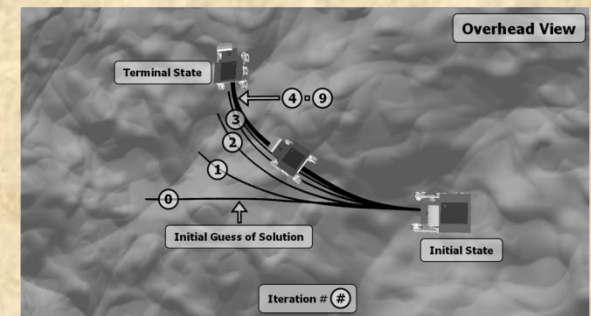 Overhead View
Terminal State
4 - 9
3
2
1
0
Initial Guess of Solution
Initial State
Iteration # #